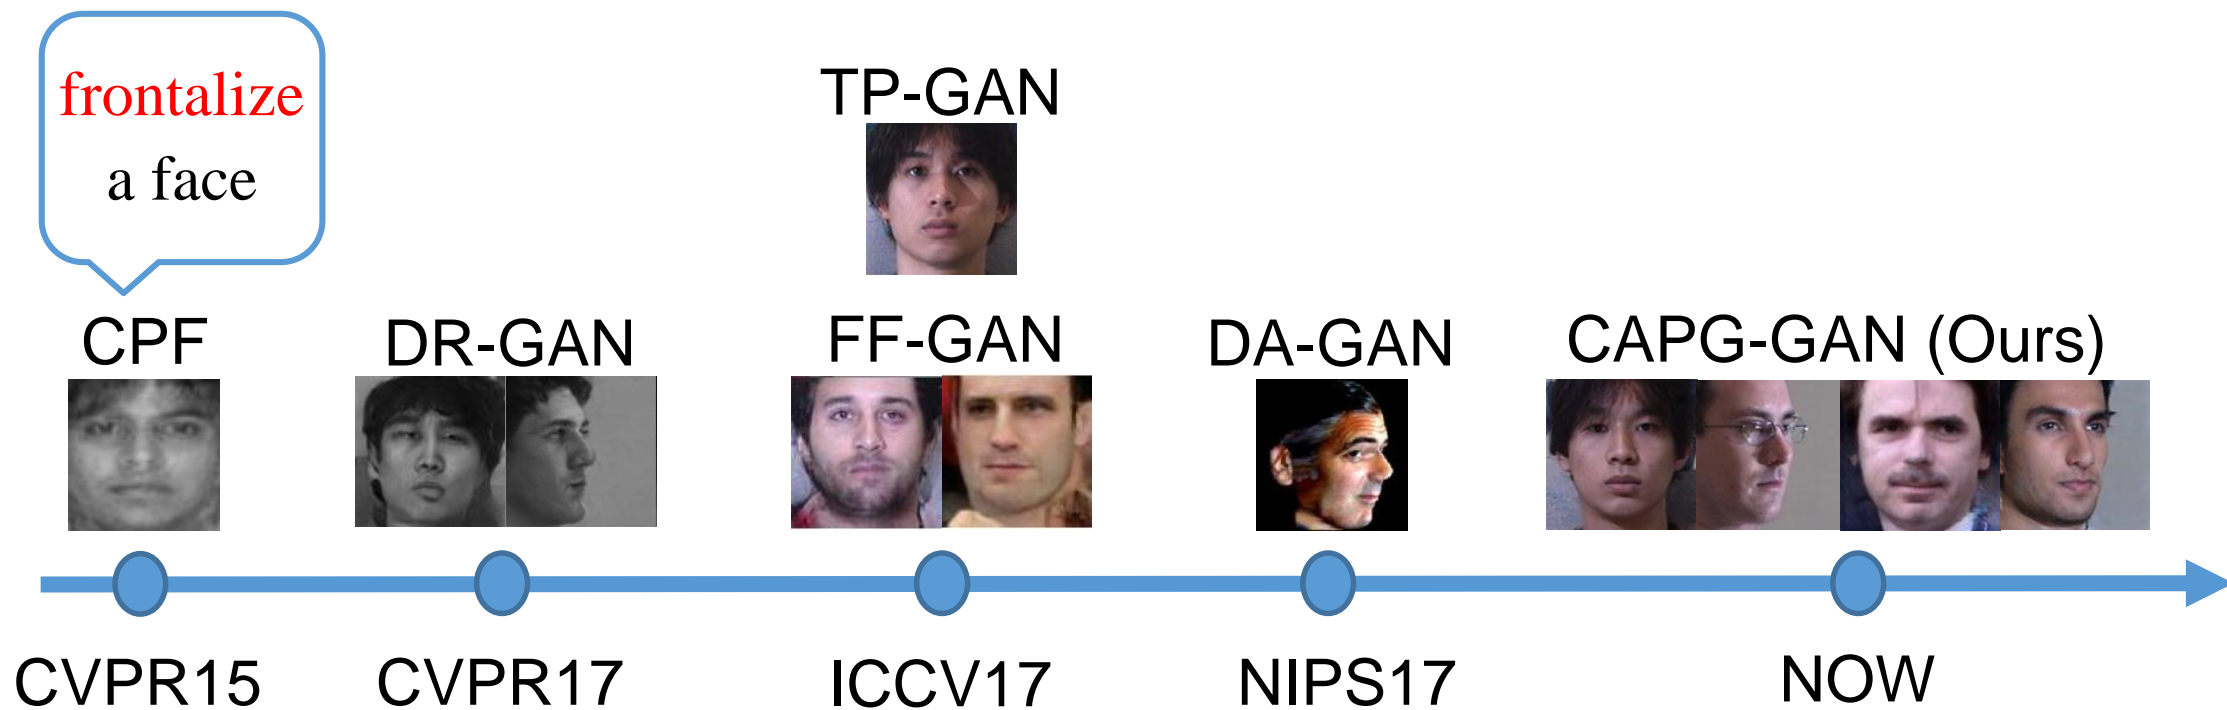 frontalize
a face
TP-GAN
CPF
DR-GAN
FF-GAN
DA-GAN
CAPG-GAN (Ours)
CVPR15
CVPR17
ICCV17
NIPS17
NOW